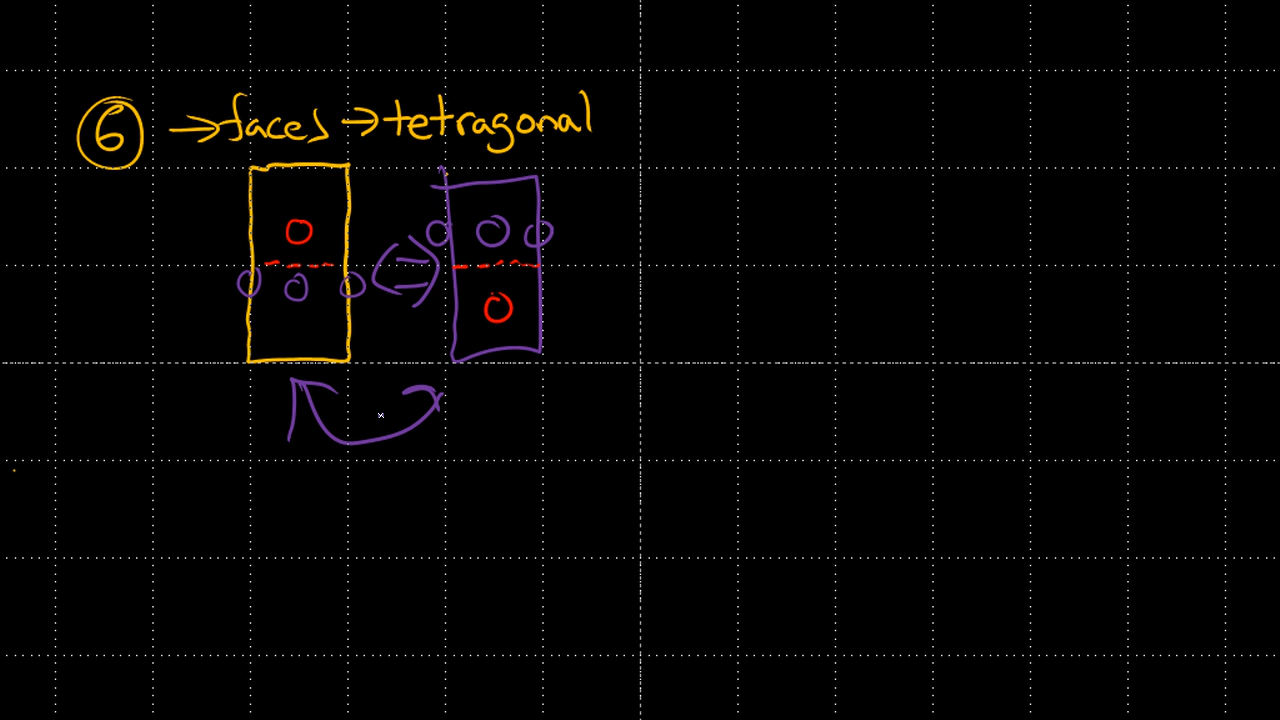 6 → faces → tetragonal